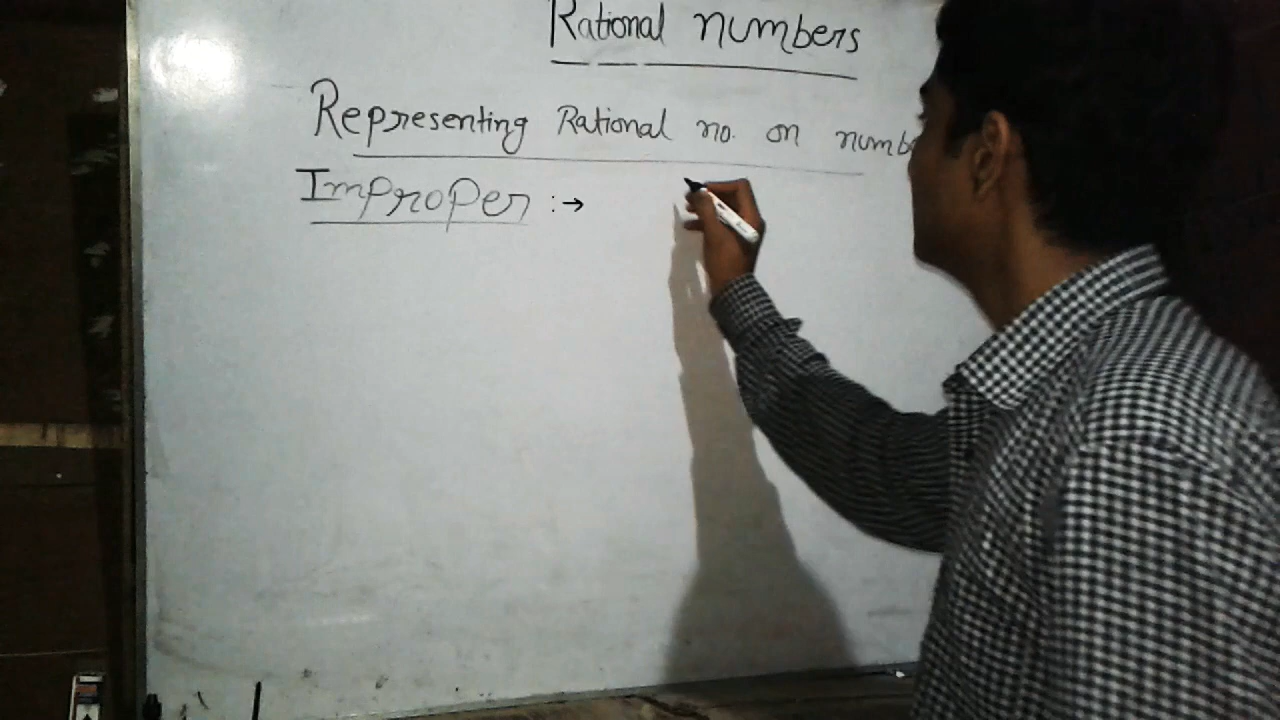 Rational numbers
Representing Rational no. on numb
Improper :→